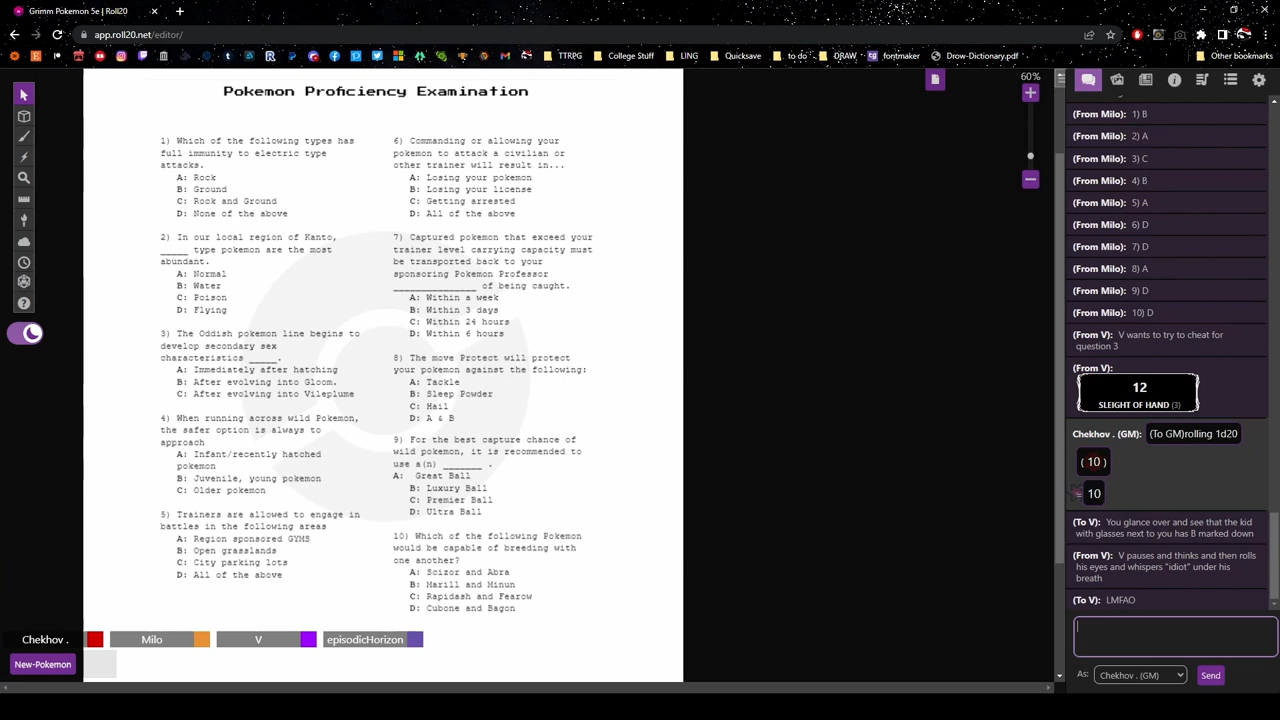 Grimm Pokemon 5e | Roll20
app.roll20.net/editor/
TTRPG
College Stuff
LING
Quicksave
to do
DRAW
fontmaker
Drow-Dictionary.pdf
Other bookmarks
60%
Pokemon Proficiency Examination
1) Which of the following types has
full immunity to electric type
attacks.
A: Rock
B: Ground
C: Rock and Ground
D: None of the above
2) In our local region of Kanto,
_____ type pokemon are the most
abundant.
A: Normal
B: Water
C: Poison
D: Flying
3) The Oddish pokemon line begins to
develop secondary sex
characteristics _____.
A: Immediately after hatching
B: After evolving into Gloom.
C: After evolving into Vileplume
4) When running across wild Pokemon,
the safer option is always to
approach
A: Infant/recently hatched
pokemon
B: Juvenile, young pokemon
C: Older pokemon
5) Trainers are allowed to engage in
battles in the following areas
A: Region sponsored GYMS
B: Open grasslands
C: City parking lots
D: All of the above
6) Commanding or allowing your
pokemon to attack a civilian or
other trainer will result in...
A: Losing your pokemon
B: Losing your license
C: Getting arrested
D: All of the above
7) Captured pokemon that exceed your
trainer level carrying capacity must
be transported back to your
sponsoring Pokemon Professor
_______________ of being caught.
A: Within a week
B: Within 3 days
C: Within 24 hours
D: Within 6 hours
8) The move Protect will protect
your pokemon against the following:
A: Tackle
B: Sleep Powder
C: Hail
D: A & B
9) For the best capture chance of
wild pokemon, it is recommended to
use a(n) _______ .
A: Great Ball
B: Luxury Ball
C: Premier Ball
D: Ultra Ball
10) Which of the following Pokemon
would be capable of breeding with
one another?
A: Scizor and Abra
B: Marill and Minun
C: Rapidash and Fearow
D: Cubone and Bagon
Chekhov .
Milo
V
episodicHorizon
New-Pokemon
(From Milo): 1) B
(From Milo): 2) A
(From Milo): 3) C
(From Milo): 4) B
(From Milo): 5) A
(From Milo): 6) D
(From Milo): 7) D
(From Milo): 8) A
(From Milo): 9) D
(From Milo): 10) D
(From V): V wants to try to cheat for
question 3
(From V):
12
SLEIGHT OF HAND (3)
Chekhov . (GM): (To GM)rolling 1d20
(10)
= 10
(To V): You glance over and see that the kid
with glasses next to you has B marked down
(From V): V pauses and thinks and then rolls
his eyes and whispers "idiot" under his
breath
(To V): LMFAO
As:
Chekhov . (GM)
Send